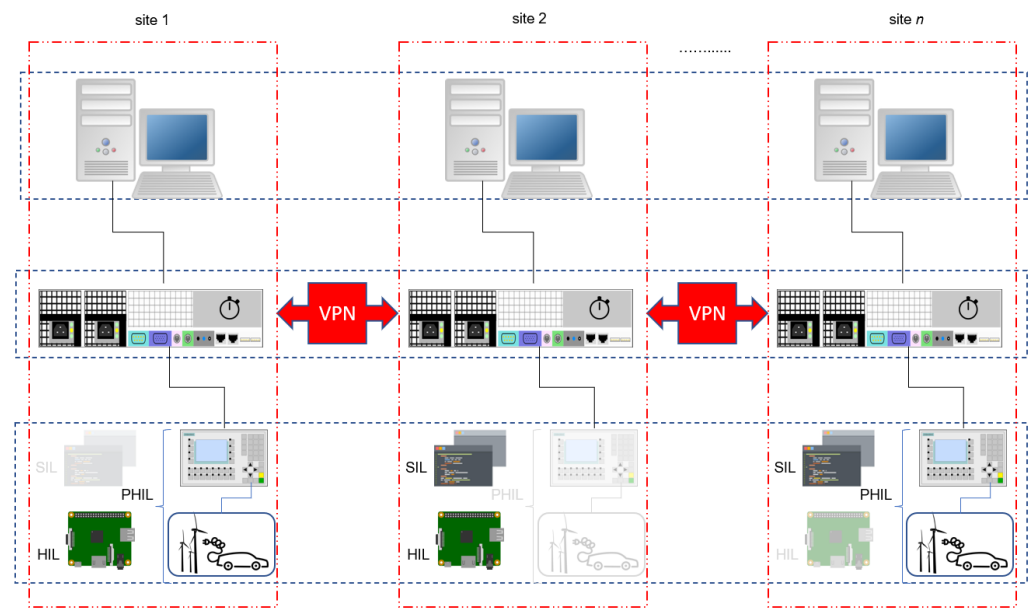 site 1
site 2
.............
site n
VPN
VPN
SIL
PHIL
HIL
SIL
PHIL
HIL
SIL
PHIL
HIL